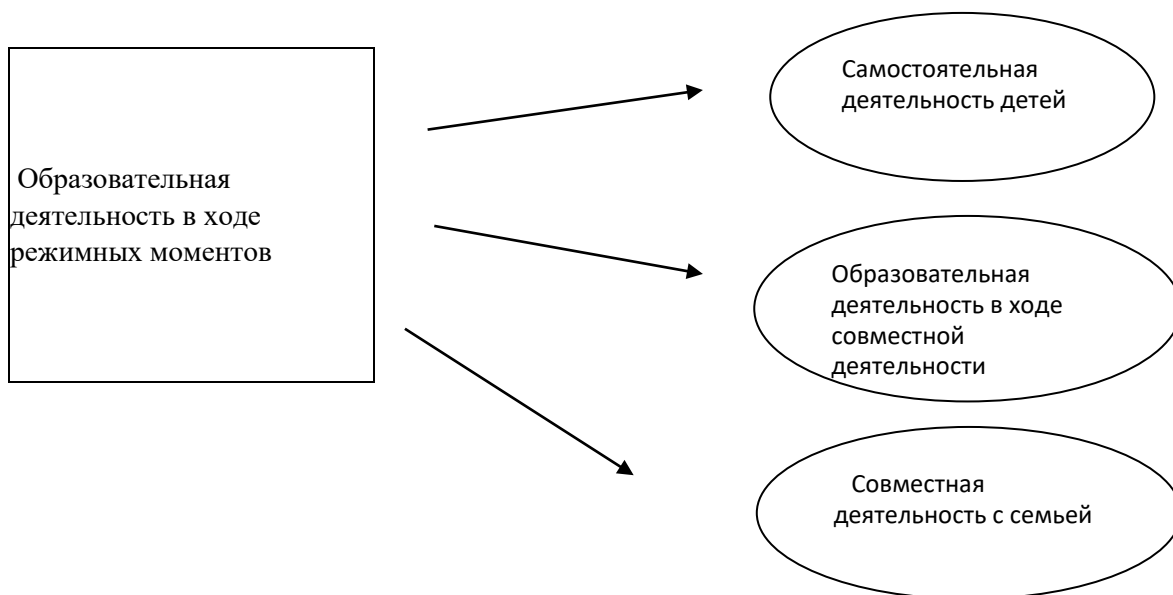 Образовательная
деятельность в ходе
режимных моментов
Самостоятельная
деятельность детей
Образовательная
деятельность в ходе
совместной
деятельности
Совместная
деятельность с семьей